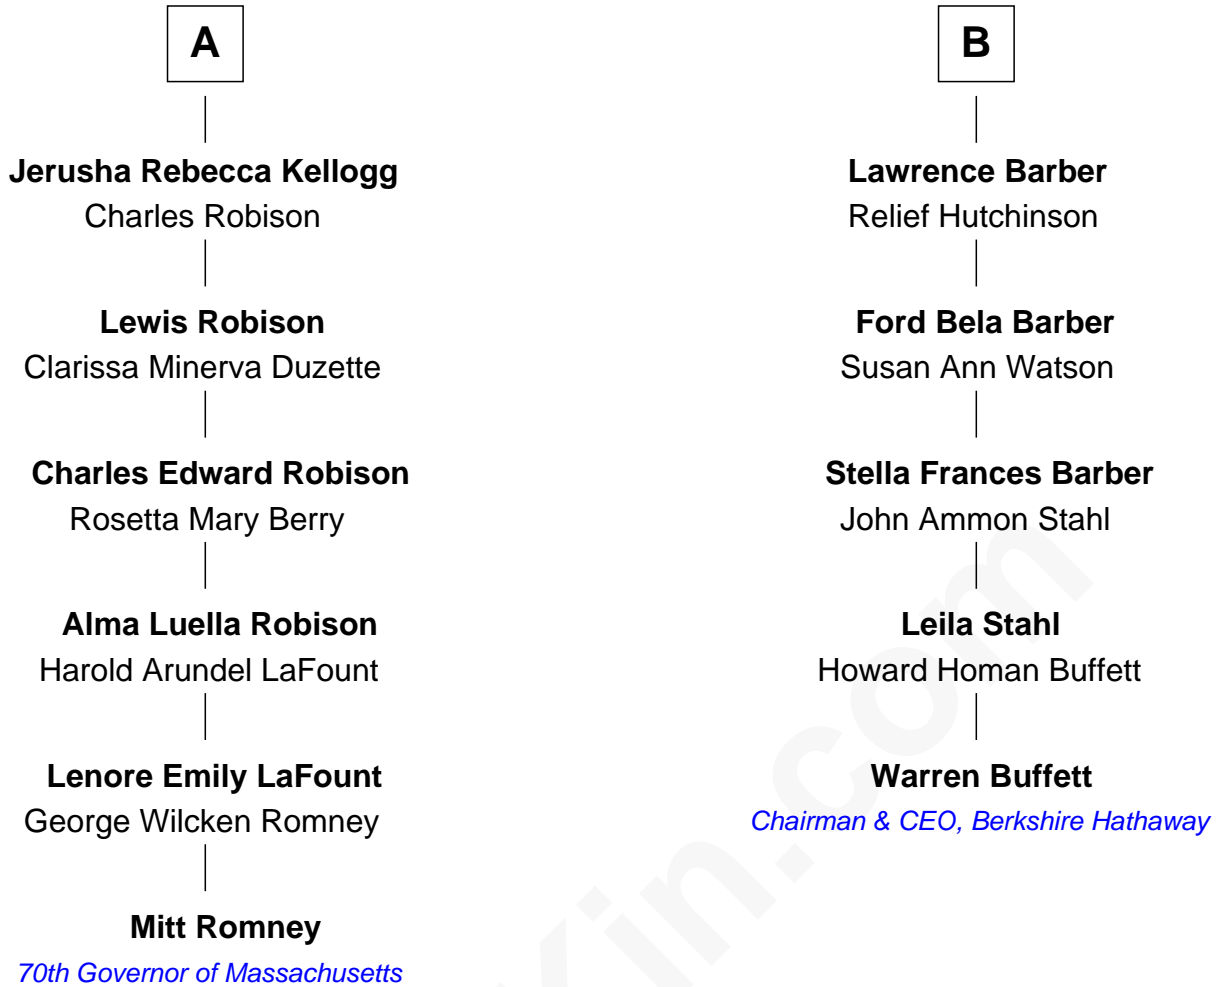 A
Jerusha Rebecca Kellogg
Charles Robison
Lewis Robison
Clarissa Minerva Duzette
Charles Edward Robison
Rosetta Mary Berry
Alma Luella Robison
Harold Arundel LaFount
Lenore Emily LaFount
George Wilcken Romney
Mitt Romney
70th Governor of Massachusetts
B
Lawrence Barber
Relief Hutchinson
Ford Bela Barber
Susan Ann Watson
Stella Frances Barber
John Ammon Stahl
Leila Stahl
Howard Homan Buffett
Warren Buffett
Chairman & CEO, Berkshire Hathaway
Kin.com